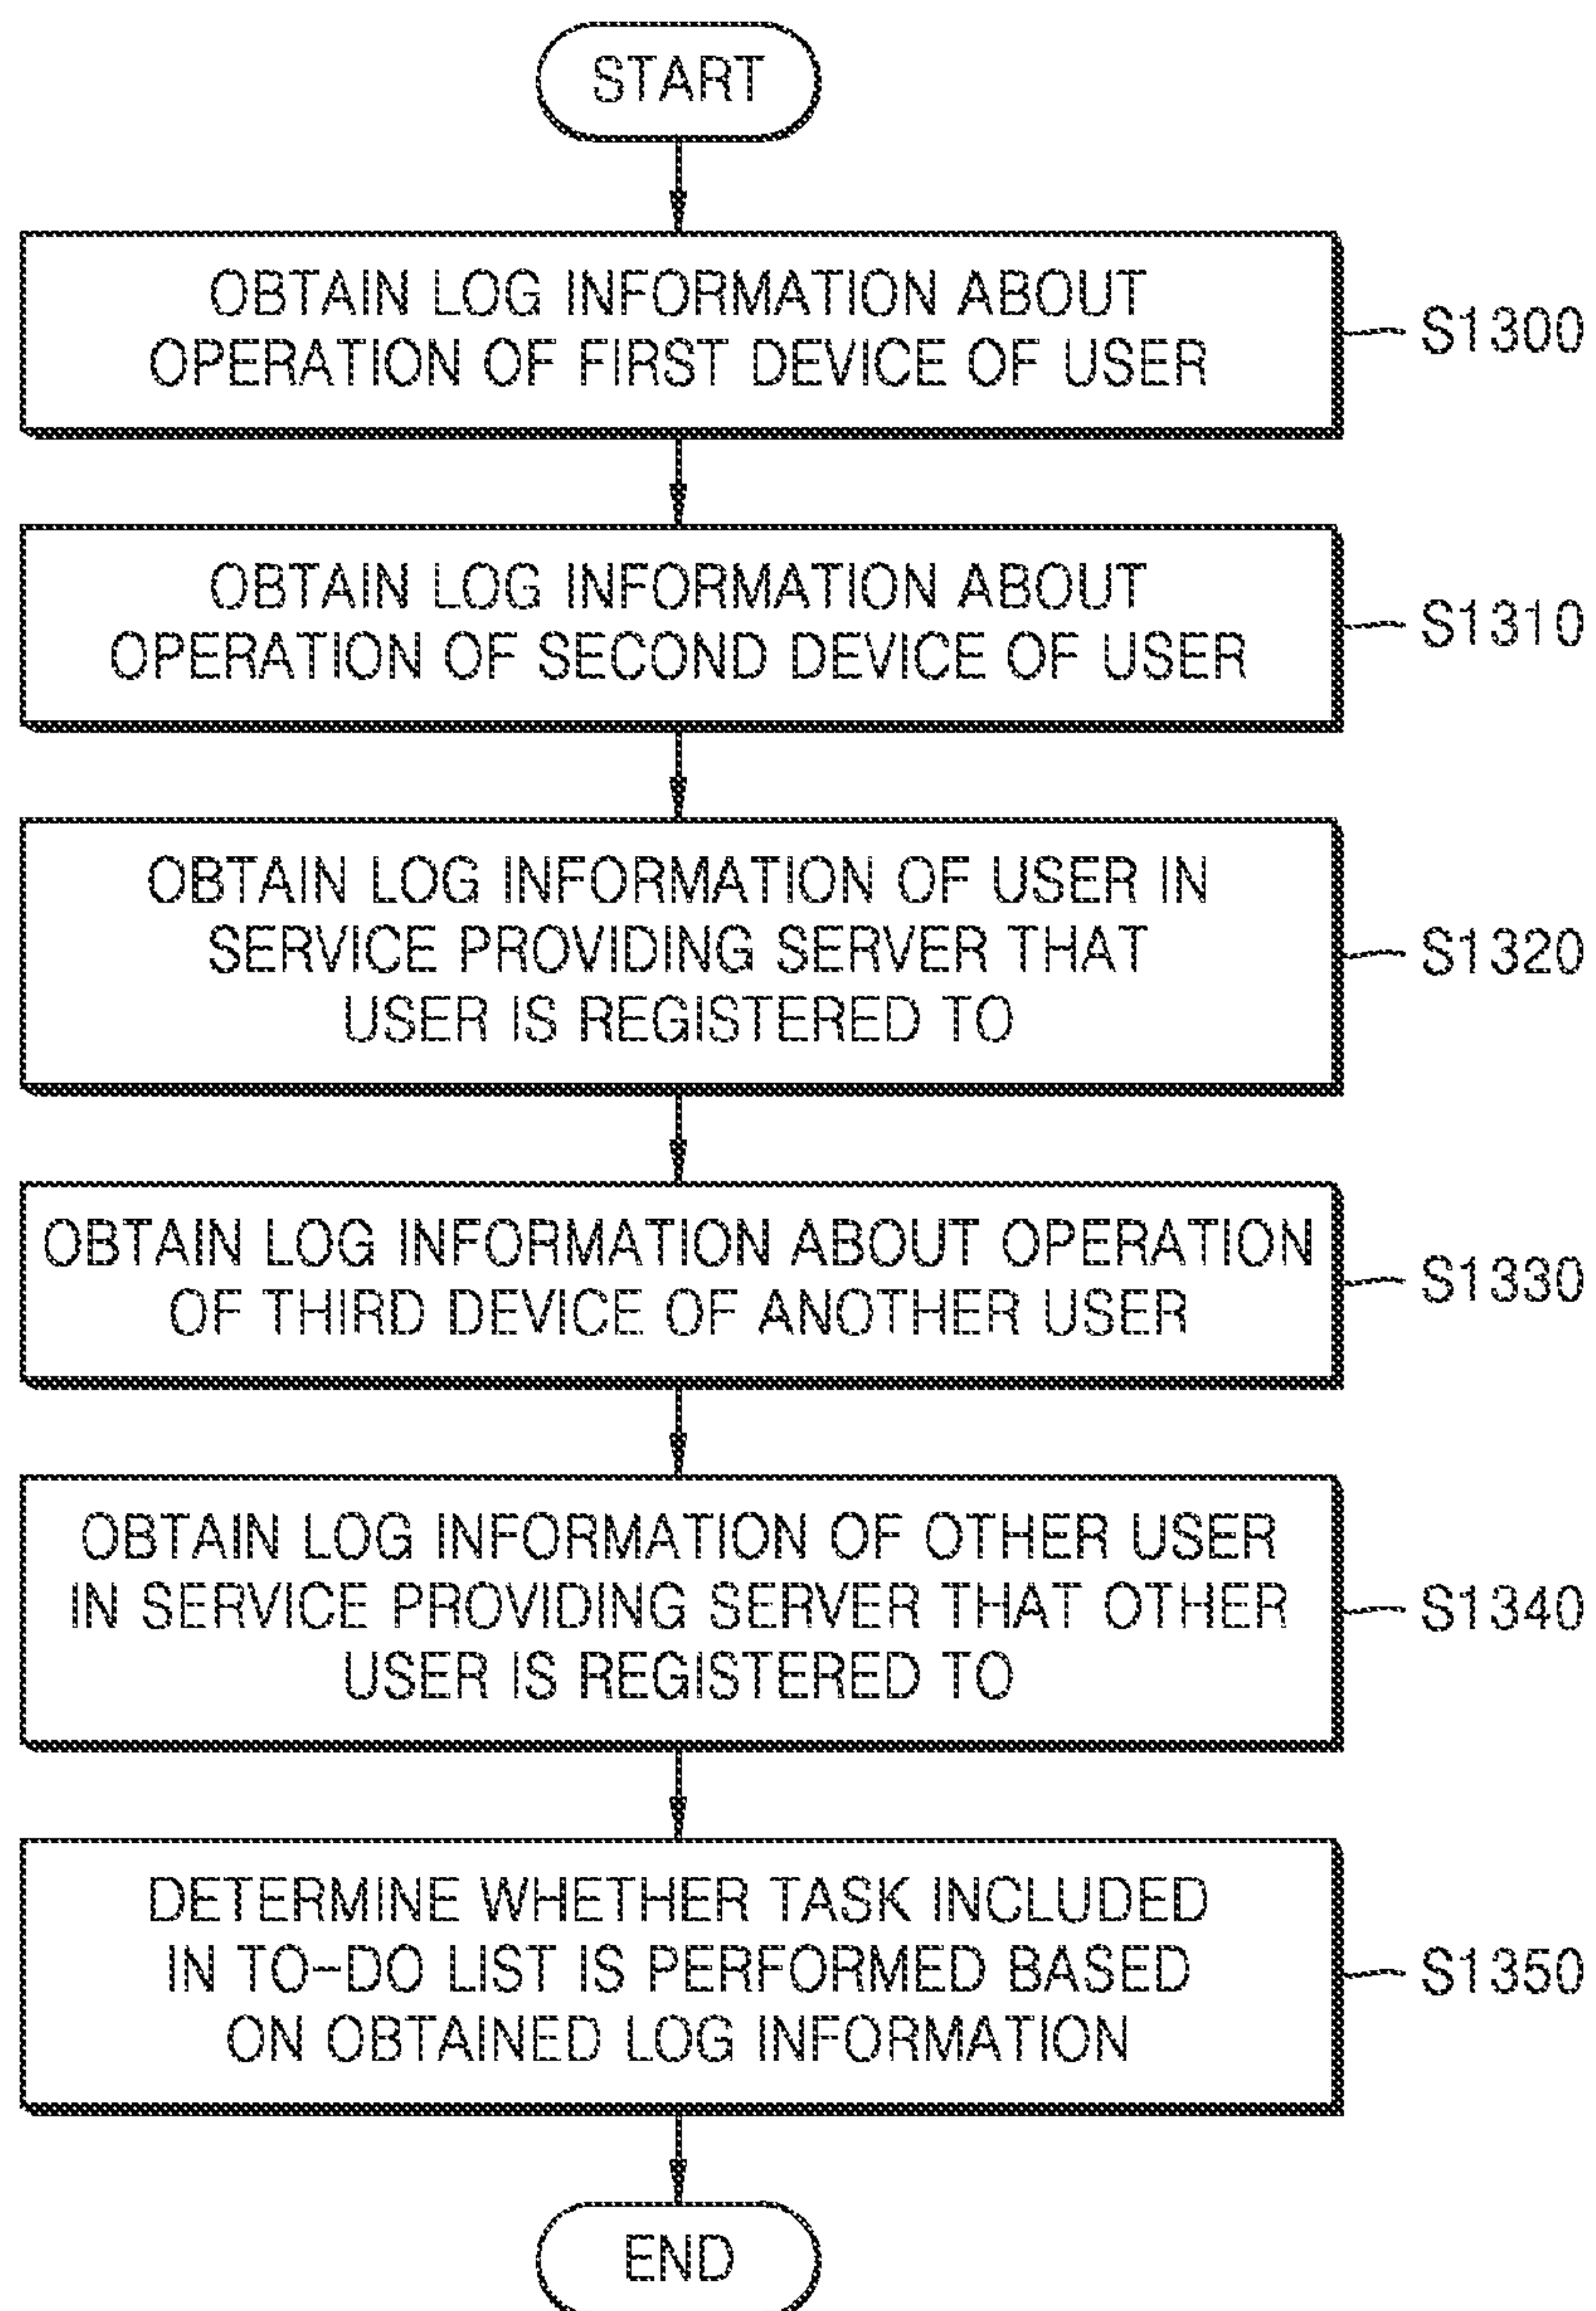 START
OBTAIN LOG INFORMATION ABOUT
OPERATION OF FIRST DEVICE OF USER
S1300
OBTAIN LOG INFORMATION ABOUT
OPERATION OF SECOND DEVICE OF USER
S1310
OBTAIN LOG INFORMATION OF USER IN
SERVICE PROVIDING SERVER THAT
USER IS REGISTERED TO
S1320
OBTAIN LOG INFORMATION ABOUT OPERATION
OF THIRD DEVICE OF ANOTHER USER
S1330
OBTAIN LOG INFORMATION OF OTHER USER
IN SERVICE PROVIDING SERVER THAT OTHER
USER IS REGISTERED TO
S1340
DETERMINE WHETHER TASK INCLUDED
IN TO-DO LIST IS PERFORMED BASED
ON OBTAINED LOG INFORMATION
S1350
END